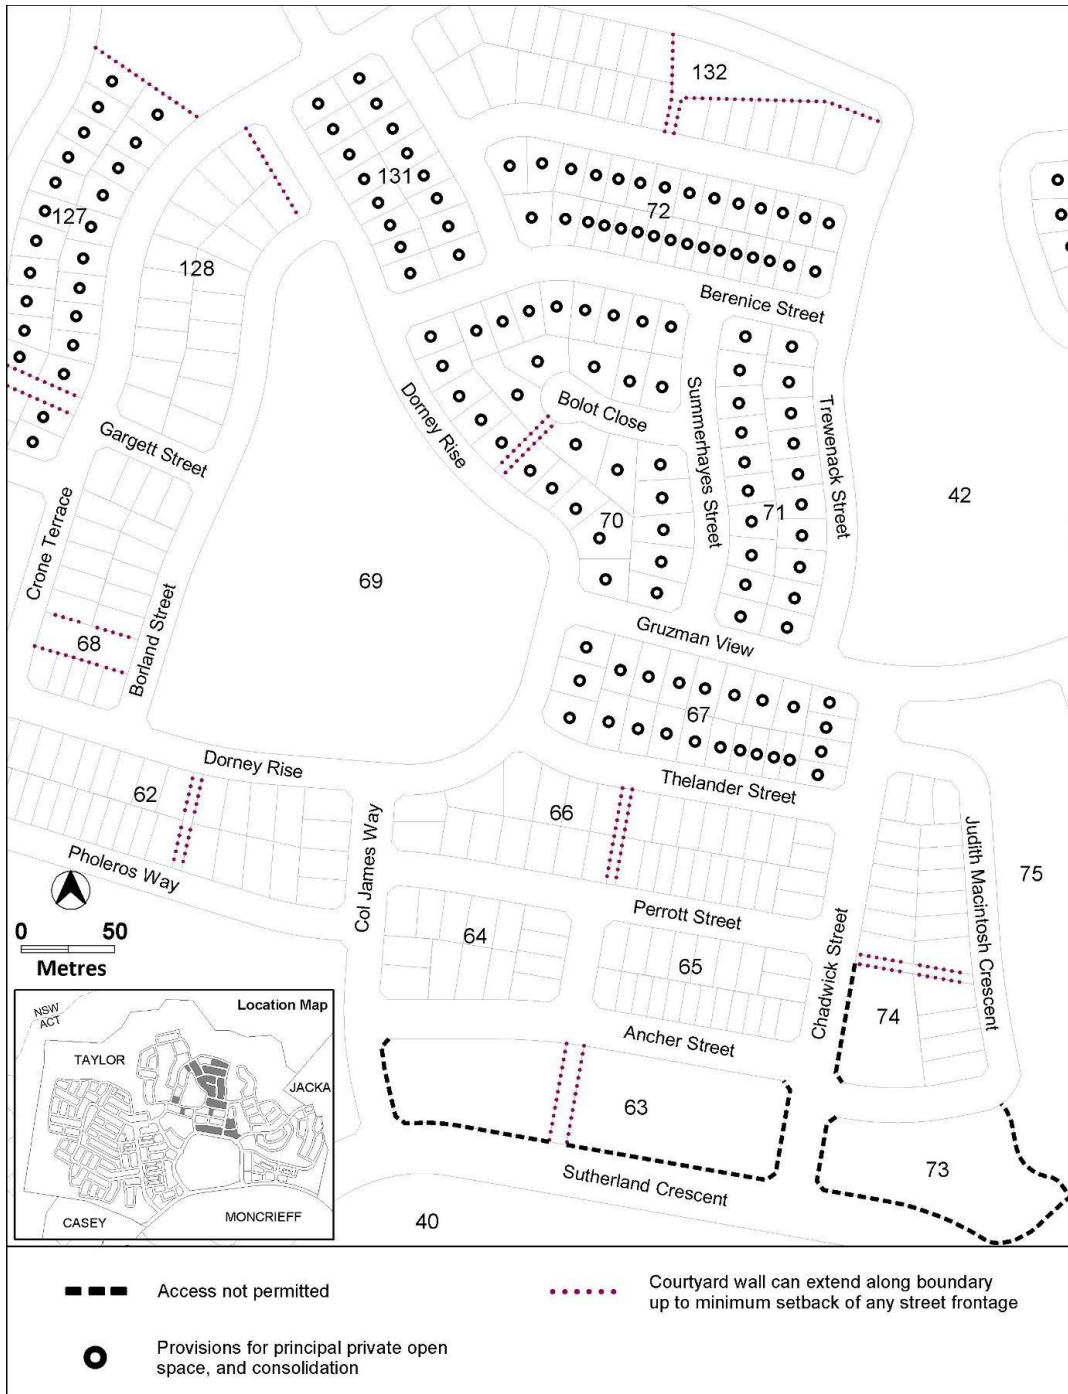 132
131
127
72
128
Berenice Street
Bolot Close
Dorney Rise
Summerhayes Street
Trewenack Street
Gargett Street
42
70
71
Crone Terrace
69
Borland Street
68
Gruzman View
67
Dorney Rise
Thelander Street
62
66
Judith Macintosh Crescent
75
Pholeros Way
Col James Way
Perrott Street
Chadwick Street
0 50
Metres
64
65
74
Ancher Street
63
73
Sutherland Crescent
40
Location Map
NSW
ACT
TAYLOR
JACKA
CASEY
MONCRIEFF
Access not permitted
Courtyard wall can extend along boundary
up to minimum setback of any street frontage
Provisions for principal private open
space, and consolidation